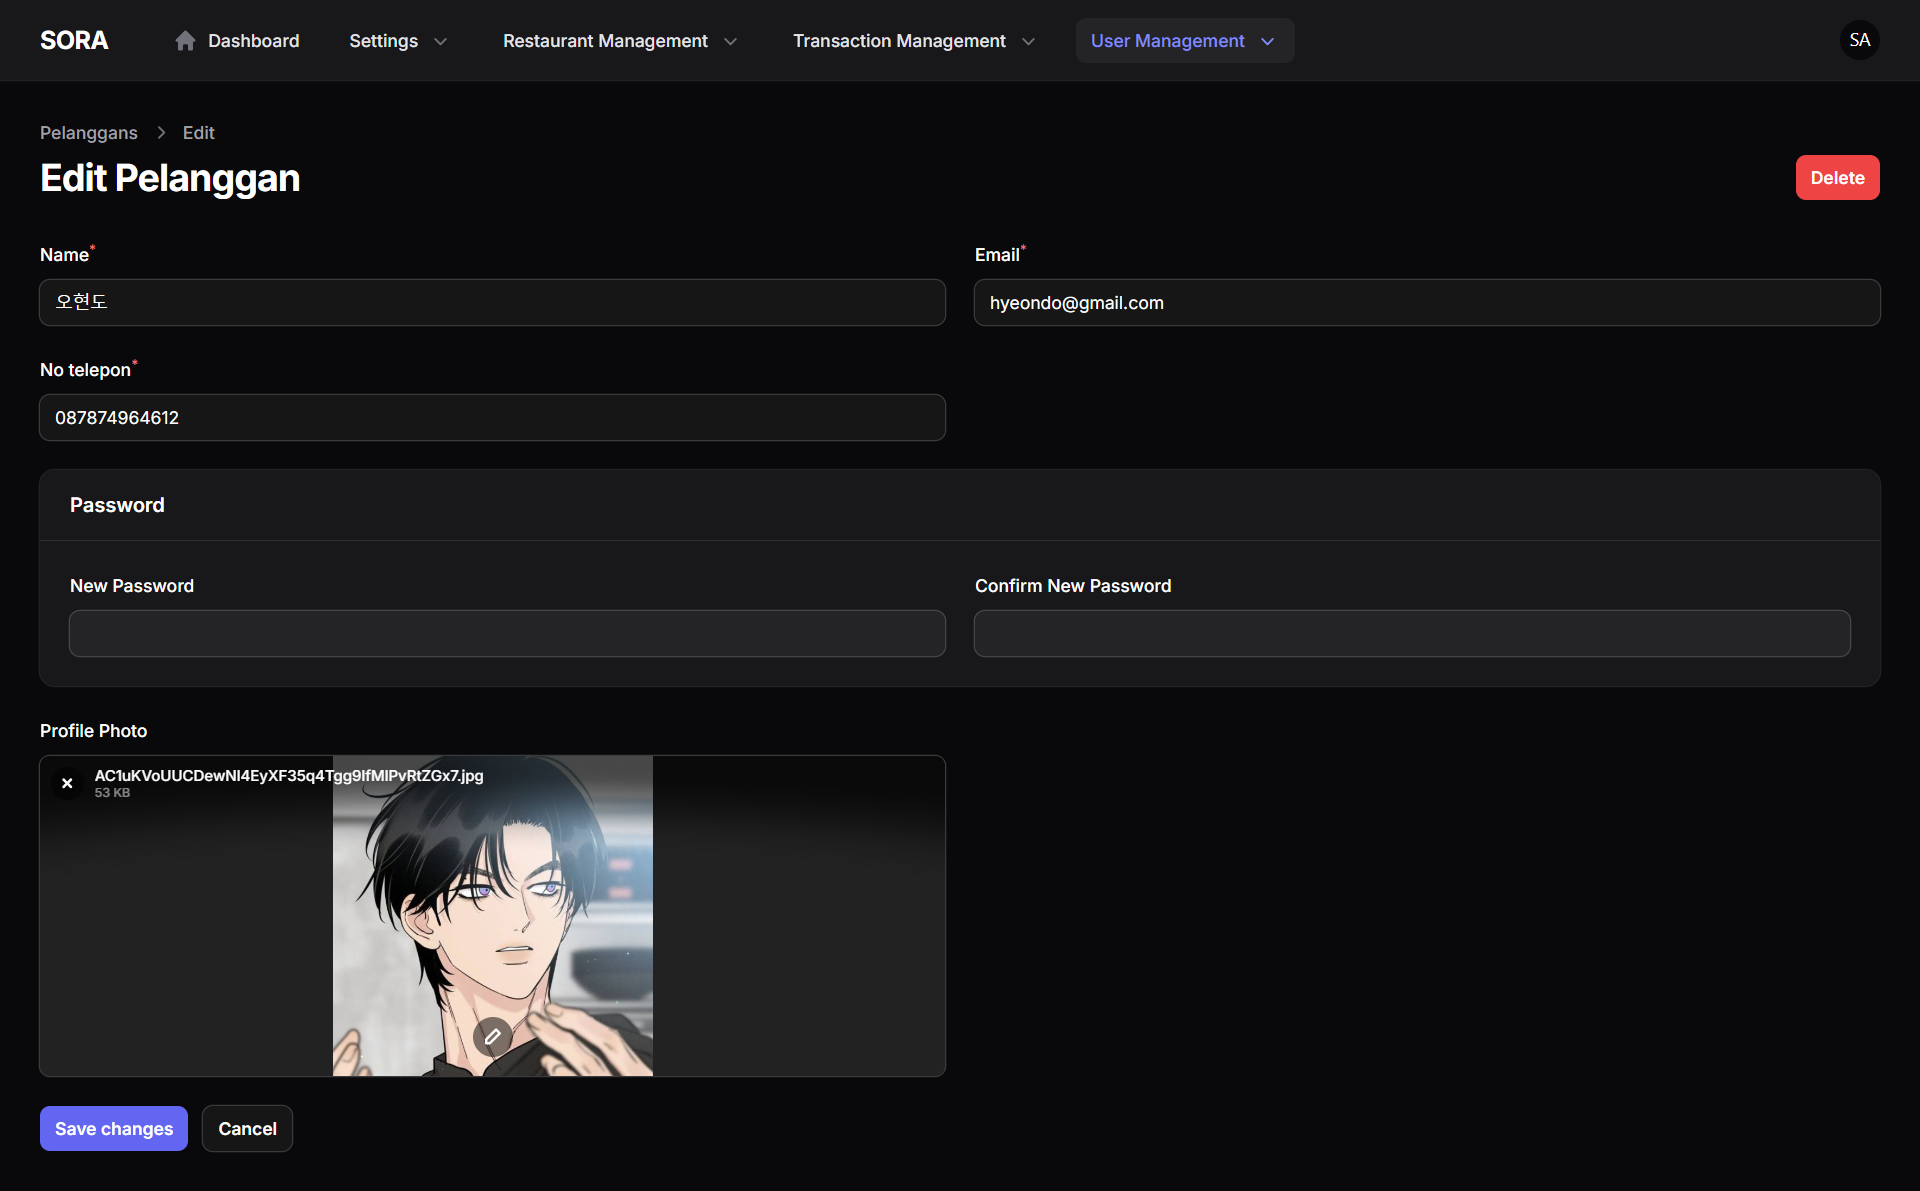 SORA
Dashboard
Settings
Restaurant Management
Transaction Management
User Management
SA
Pelanggans > Edit
Edit Pelanggan
Delete
Name*
오현도
Email*
hyeondo@gmail.com
No telepon*
087874964612
Password
New Password
Confirm New Password
Profile Photo
AC1uKVoUUCDewNI4EyXF35q4Tgg9lfMlPvRtZGx7.jpg
53 KB
Save changes
Cancel